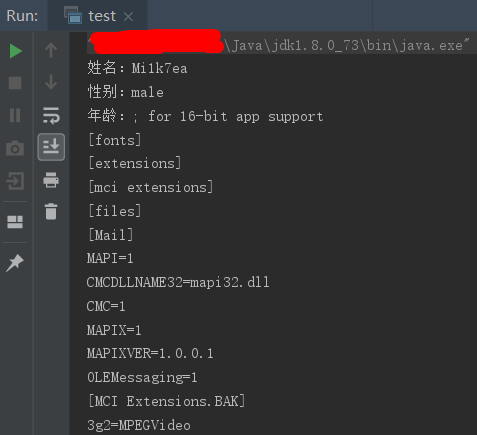 Run: test ×
\Java\jdk1.8.0_73\bin\java.exe"
姓名：Mi1k7ea
性别：male
年龄：; for 16-bit app support
[fonts]
[extensions]
[mci extensions]
[files]
[Mail]
MAPI=1
CMCDLLNAME32=mapi32.dll
CMC=1
MAPIX=1
MAPIXVER=1.0.0.1
OLEMessaging=1
[MCI Extensions.BAK]
3g2=MPEGVideo